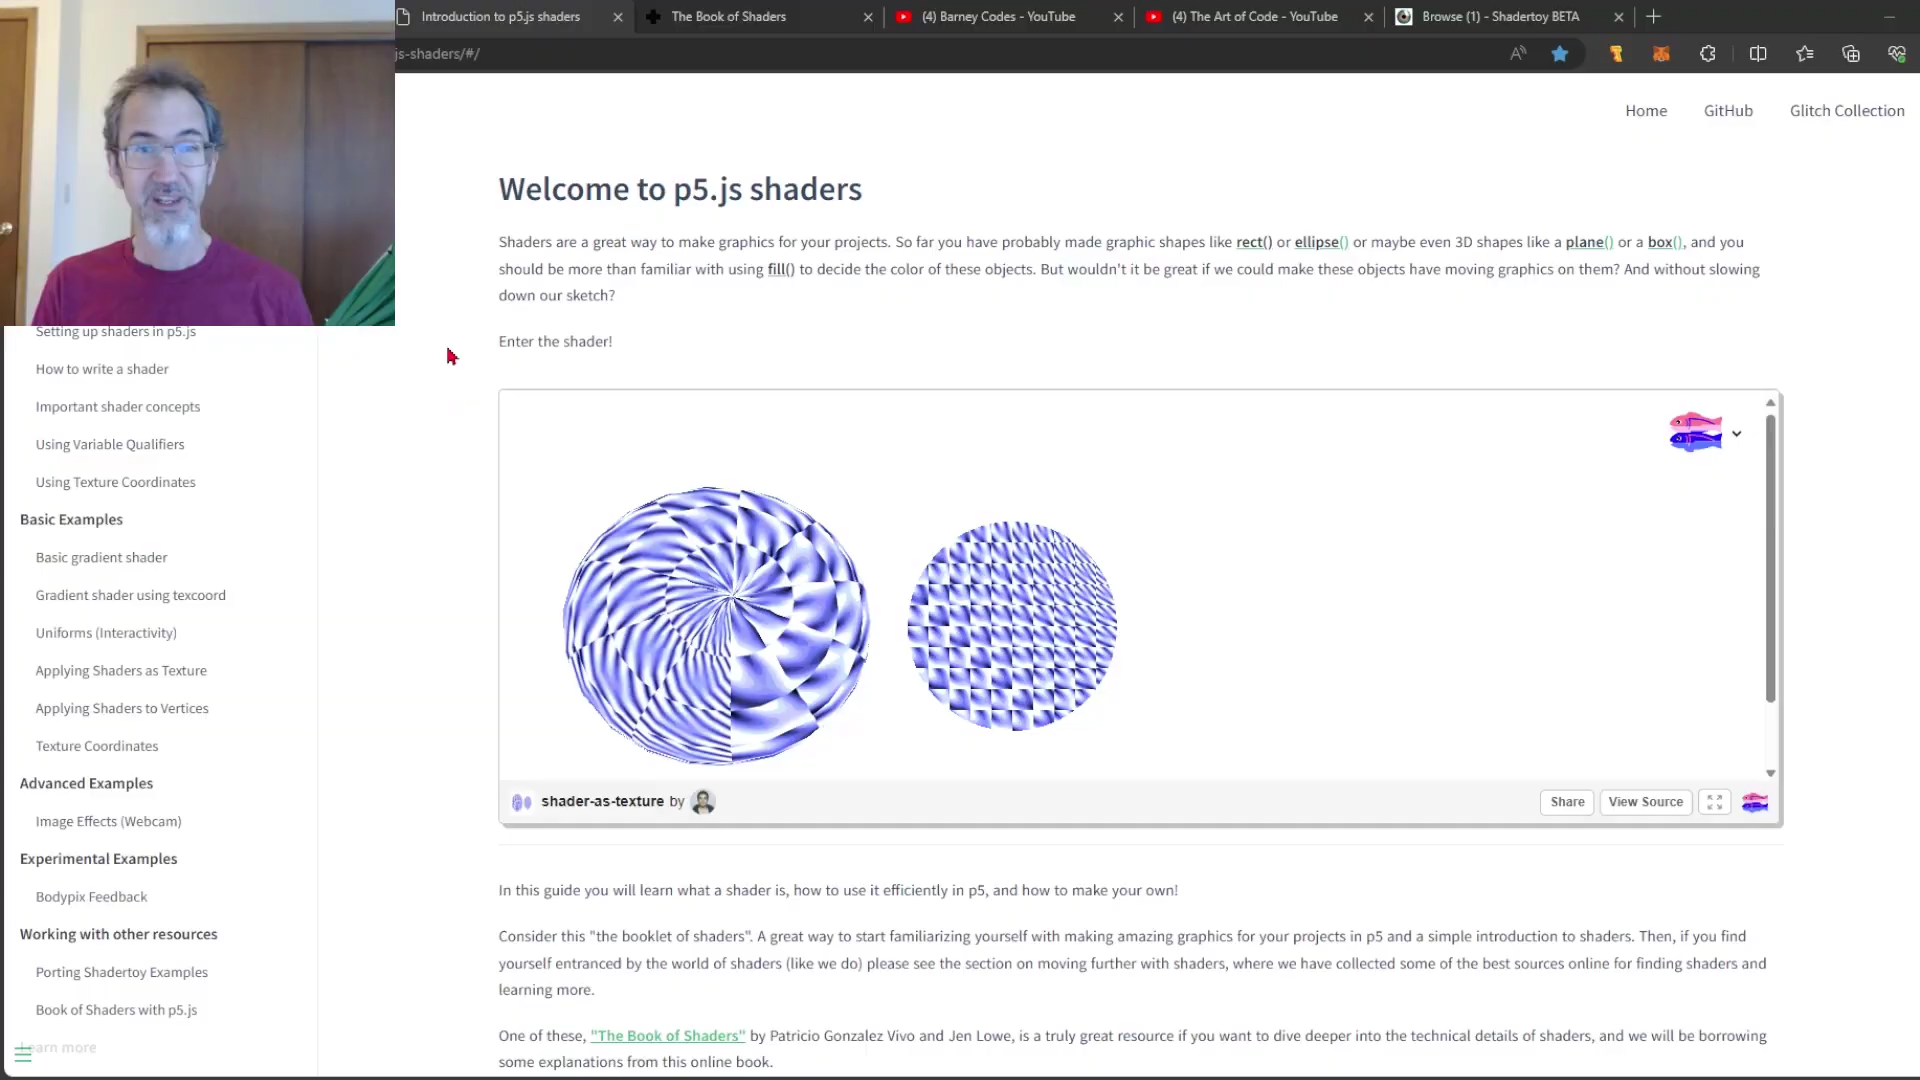 Introduction to p5.js shaders
The Book of Shaders
(4) Barney Codes - YouTube
(4) The Art of Code - YouTube
Browse (1) - Shadertoy BETA
js-shaders/#/
Home
GitHub
Glitch Collection
Welcome to p5.js shaders
Shaders are a great way to make graphics for your projects. So far you have probably made graphic shapes like rect() or ellipse() or maybe even 3D shapes like a plane() or a box(), and you
should be more than familiar with using fill() to decide the color of these objects. But wouldn't it be great if we could make these objects have moving graphics on them? And without slowing
down our sketch?
Enter the shader!
Setting up shaders in p5.js
How to write a shader
Important shader concepts
Using Variable Qualifiers
Using Texture Coordinates
Basic Examples
Basic gradient shader
Gradient shader using texcoord
Uniforms (Interactivity)
Applying Shaders as Texture
Applying Shaders to Vertices
Texture Coordinates
Advanced Examples
Image Effects (Webcam)
Experimental Examples
Bodypix Feedback
Working with other resources
Porting Shadertoy Examples
Book of Shaders with p5.js
Learn more
shader-as-texture by
Share
View Source
In this guide you will learn what a shader is, how to use it efficiently in p5, and how to make your own!
Consider this "the booklet of shaders". A great way to start familiarizing yourself with making amazing graphics for your projects in p5 and a simple introduction to shaders. Then, if you find
yourself entranced by the world of shaders (like we do) please see the section on moving further with shaders, where we have collected some of the best sources online for finding shaders and
learning more.
One of these, "The Book of Shaders" by Patricio Gonzalez Vivo and Jen Lowe, is a truly great resource if you want to dive deeper into the technical details of shaders, and we will be borrowing
some explanations from this online book.